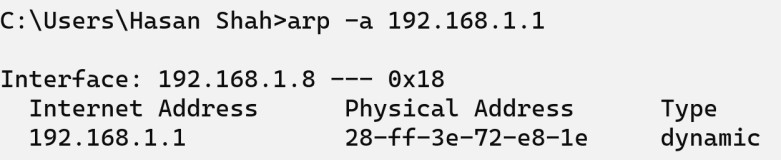 C:\Users\Hasan Shah>arp -a 192.168.1.1
Interface: 192.168.1.8 --- 0x18
Internet Address Physical Address Type
192.168.1.1 28-ff-3e-72-e8-1e dynamic